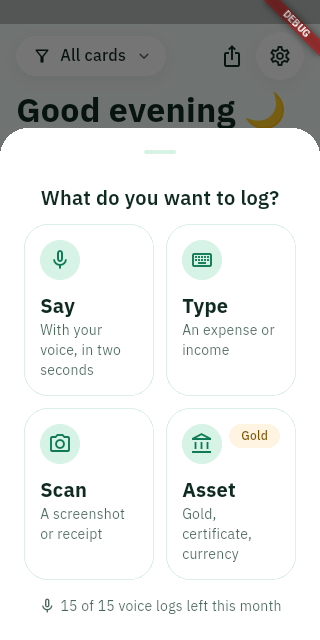 DEBUG
All cards
Good evening 🌙
What do you want to log?
Say
With your
voice, in two
seconds
Type
An expense or
income
Scan
A screenshot
or receipt
Gold
Asset
Gold,
certificate,
currency
15 of 15 voice logs left this month